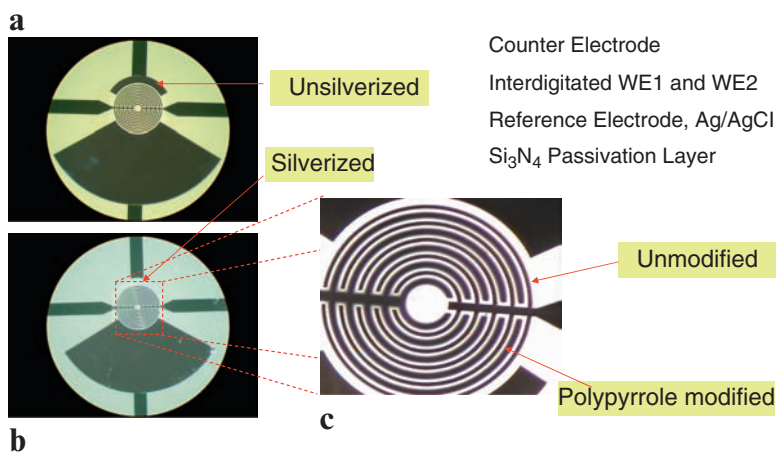 a
Counter Electrode
Unsilverized
Interdigitated WE1 and WE2
Reference Electrode, Ag/AgCl
Silverized
Si₃N₄ Passivation Layer
Unmodified
Polypyrrole modified
c
b